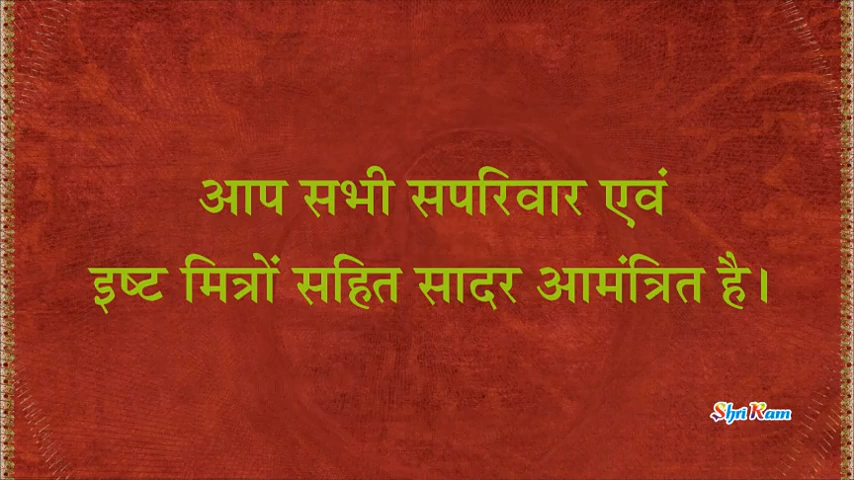 आप सभी सपरिवार एवं
इष्ट मित्रों सहित सादर आमंत्रित है।
Shri Ram